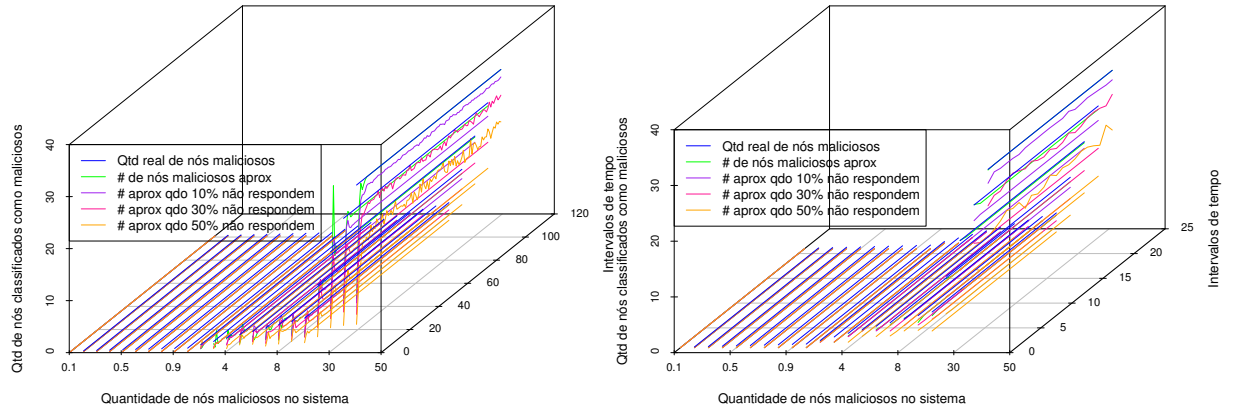 Qtd de nós classificados como maliciosos
40
30
20
10
0
Qtd real de nós maliciosos
# de nós maliciosos aprox
# aprox qdo 10% não respondem
# aprox qdo 30% não respondem
# aprox qdo 50% não respondem
0.1
0.5
0.9
4
8
30
50
0
20
40
60
80
100
120
Quantidade de nós maliciosos no sistema
Intervalos de tempo
Qtd de nós classificados como maliciosos
40
30
20
10
0
Qtd real de nós maliciosos
# de nós maliciosos aprox
# aprox qdo 10% não respondem
# aprox qdo 30% não respondem
# aprox qdo 50% não respondem
0.1
0.5
0.9
4
8
30
50
0
5
10
15
20
25
Quantidade de nós maliciosos no sistema
Intervalos de tempo